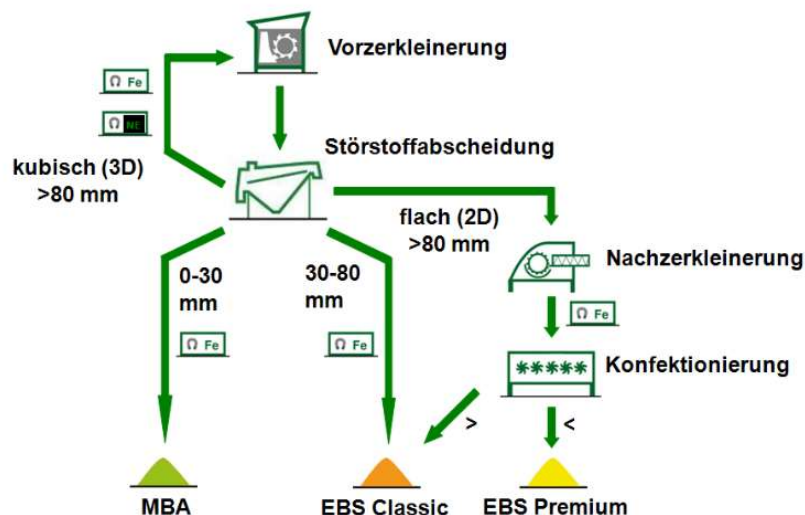 Vorzerkleinerung
Fe
NE
Störstoffabscheidung
kubisch (3D)
>80 mm
flach (2D)
>80 mm
Nachzerkleinerung
0-30
mm
30-80
mm
Fe
Fe
Fe
Konfektionierung
>
<
MBA
EBS Classic
EBS Premium